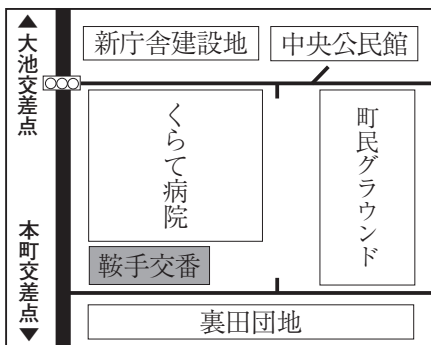 ▲大池交差点
新庁舎建設地
中央公民館
くらて病院
町民グラウンド
鞍手交番
本町交差点▼
裏田団地